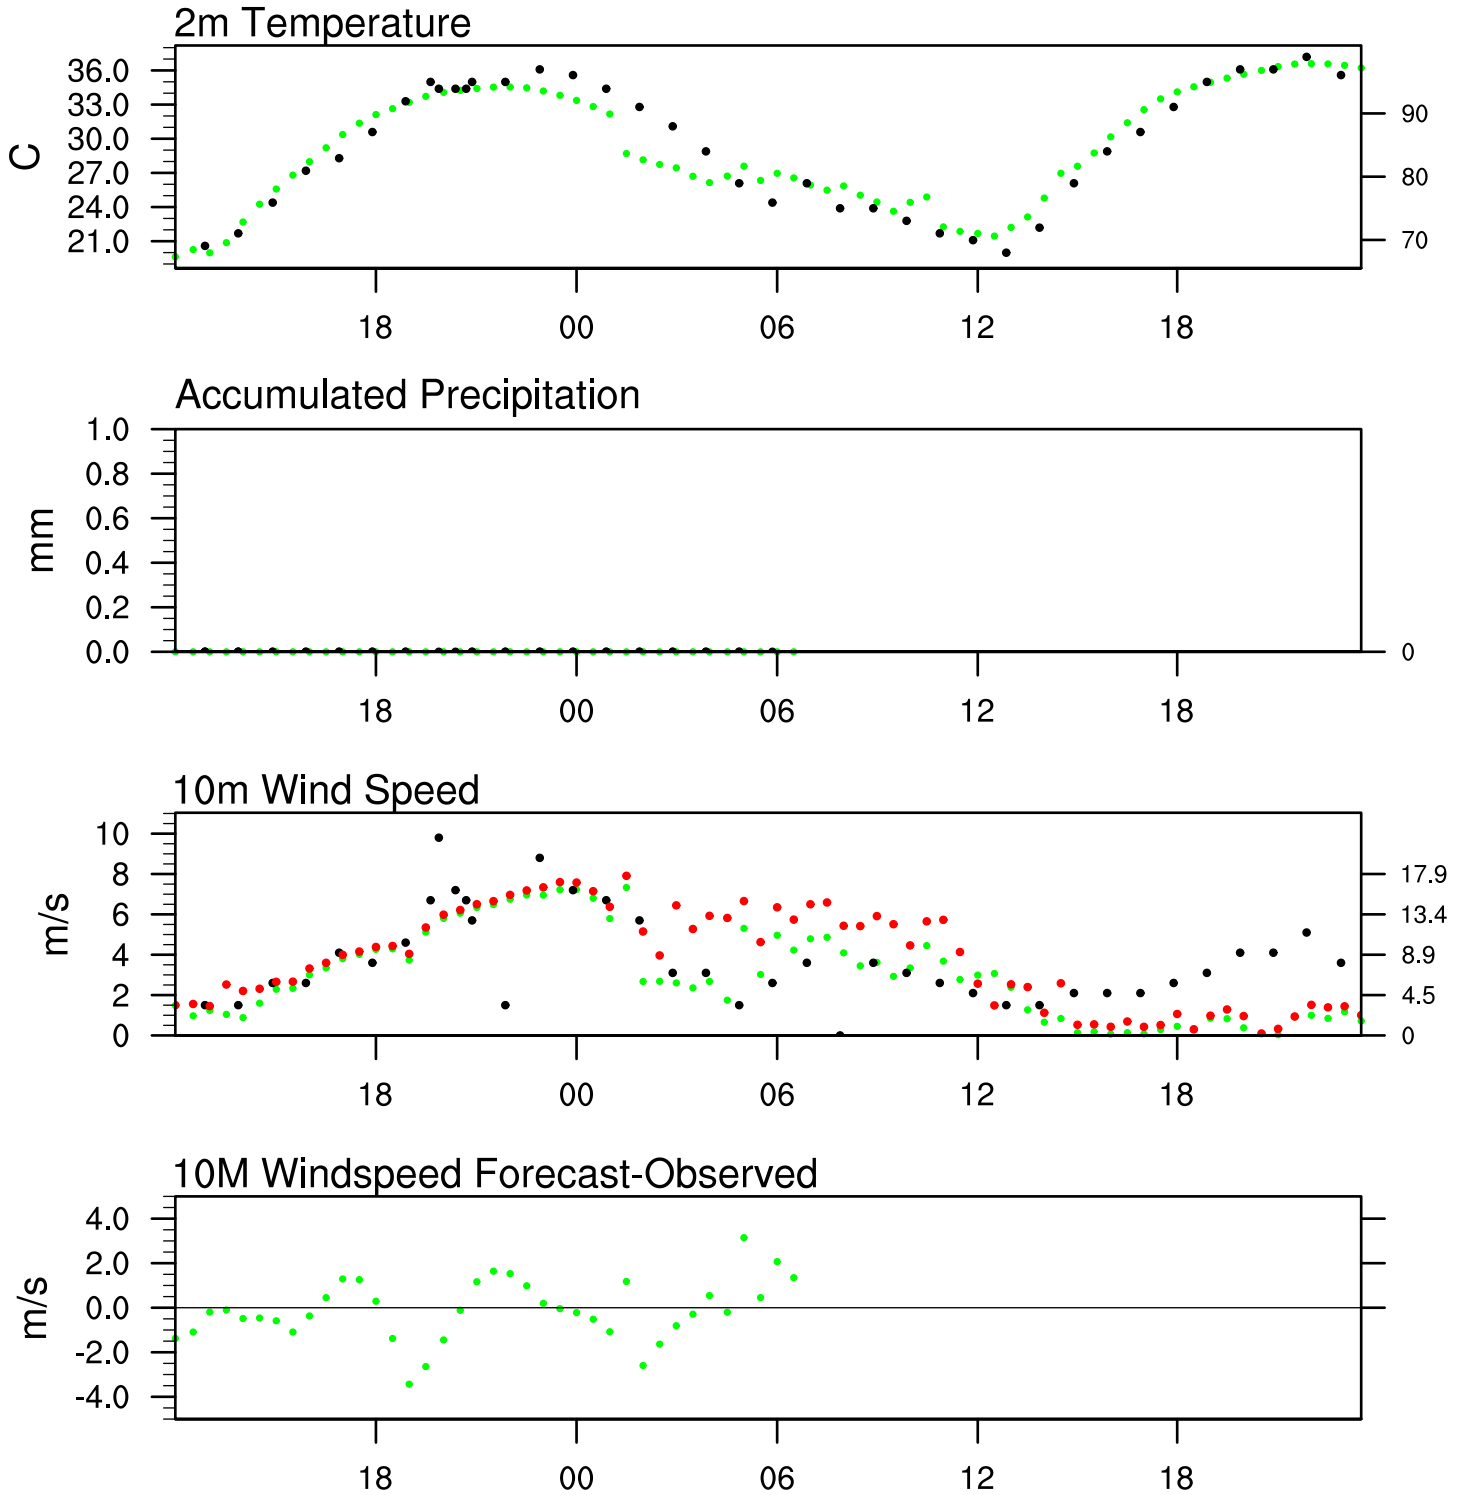 2m Temperature
36.0
33.0
30.0
27.0
24.0
21.0
C
90
80
70
18 00 06 12 18
Accumulated Precipitation
1.0
0.8
0.6
0.4
0.2
0.0
mm
0
18 00 06 12 18
10m Wind Speed
10
8
6
4
2
0
m/s
17.9
13.4
8.9
4.5
0
18 00 06 12 18
10M Windspeed Forecast-Observed
4.0
2.0
0.0
-2.0
-4.0
m/s
18 00 06 12 18